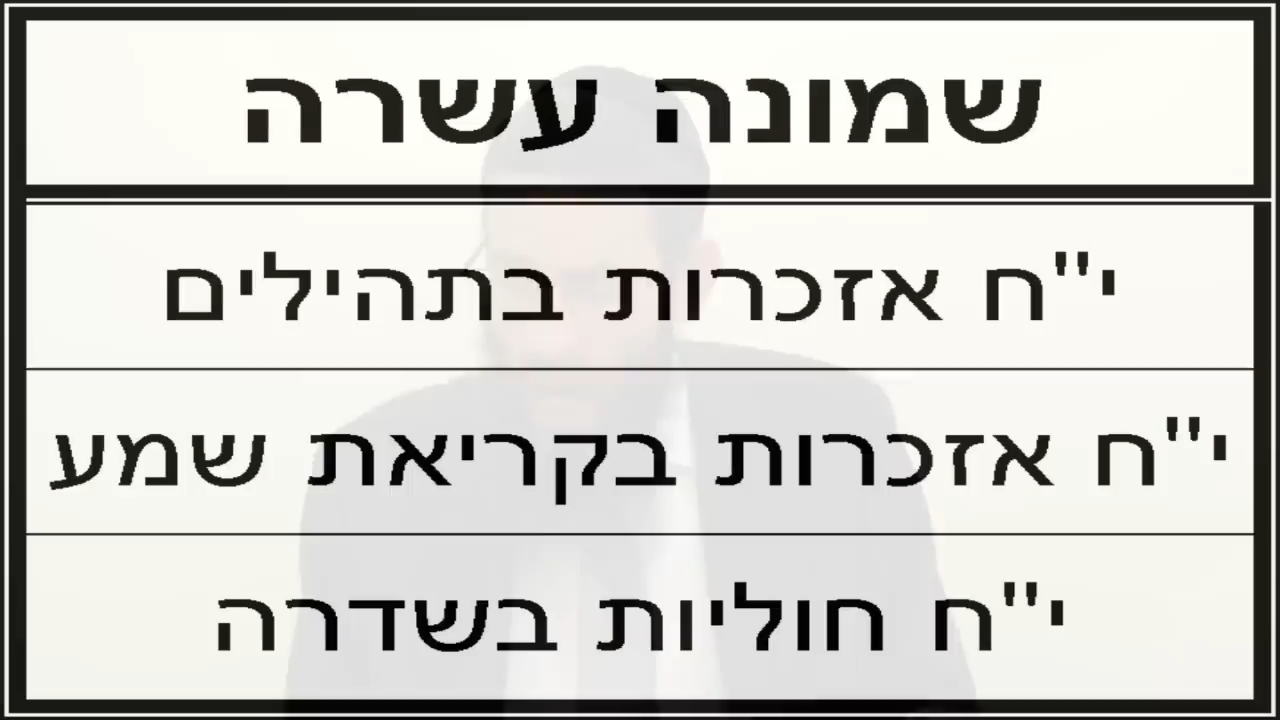 שמונה עשרה
י''ח אזכרות בתהילים
י''ח אזכרות בקריאת שמע
י''ח חוליות בשדרה